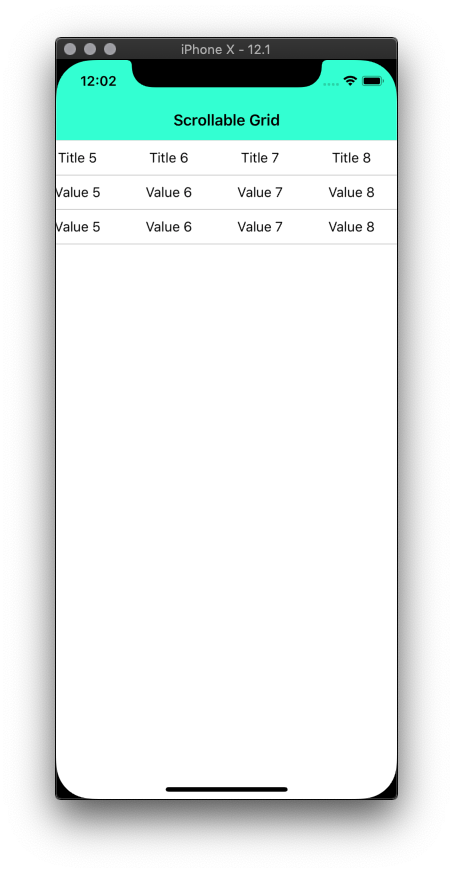 iPhone X - 12.1
12:02
Scrollable Grid
Title 5 Title 6 Title 7 Title 8
Value 5 Value 6 Value 7 Value 8
Value 5 Value 6 Value 7 Value 8